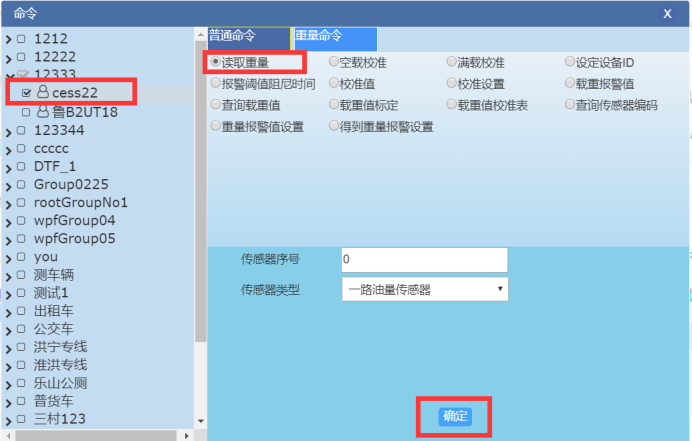 命令 X
普通命令 重量命令
1212
12222
12333
cess22
鲁B2UT18
123344
ccccc
DTF_1
Group0225
rootGroupNo1
wpfGroup04
wpfGroup05
you
测车辆
测试1
出租车
公交车
洪宁专线
淮洪专线
乐山公厕
普货车
三村123
读取重量 空载校准 满载校准 设定设备ID
报警阈值阻尼时间 校准值 校准设置 载重报警值
查询载重值 载重值标定 载重值校准表 查询传感器编码
重量报警值设置 得到重量报警设置
传感器序号 0
传感器类型 一路油量传感器
确定